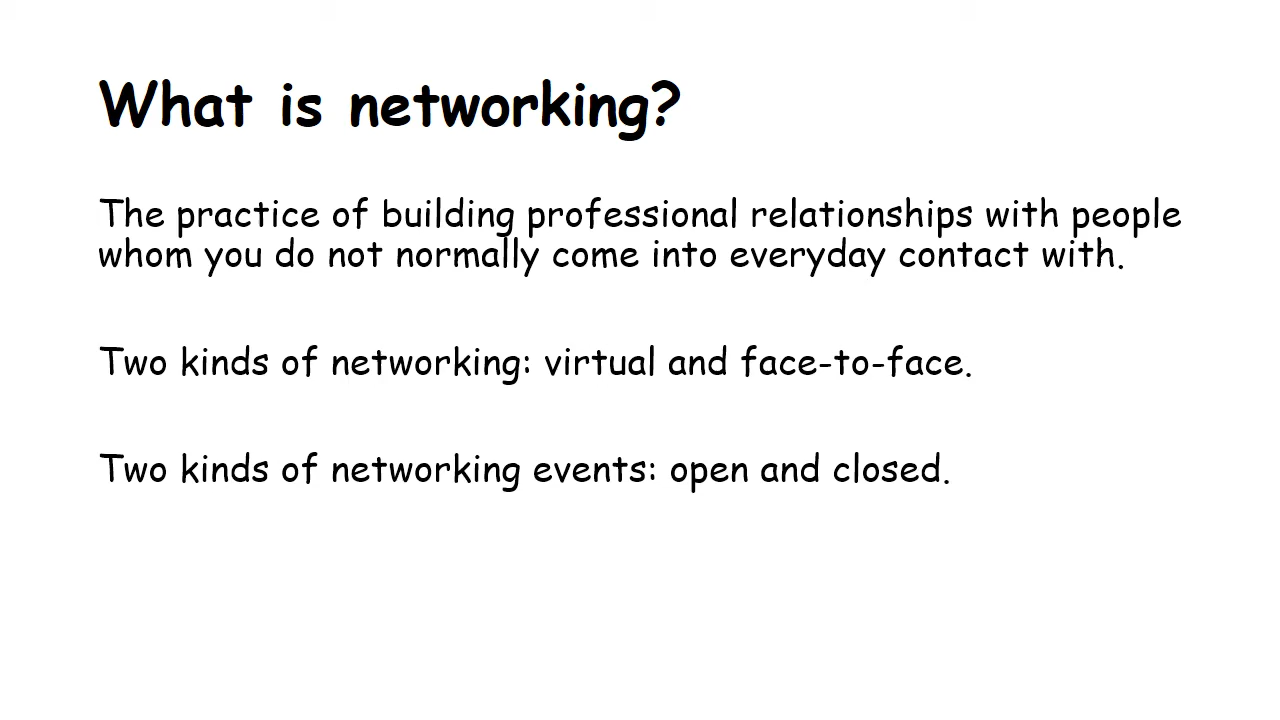 What is networking?
The practice of building professional relationships with people
whom you do not normally come into everyday contact with.
Two kinds of networking: virtual and face-to-face.
Two kinds of networking events: open and closed.